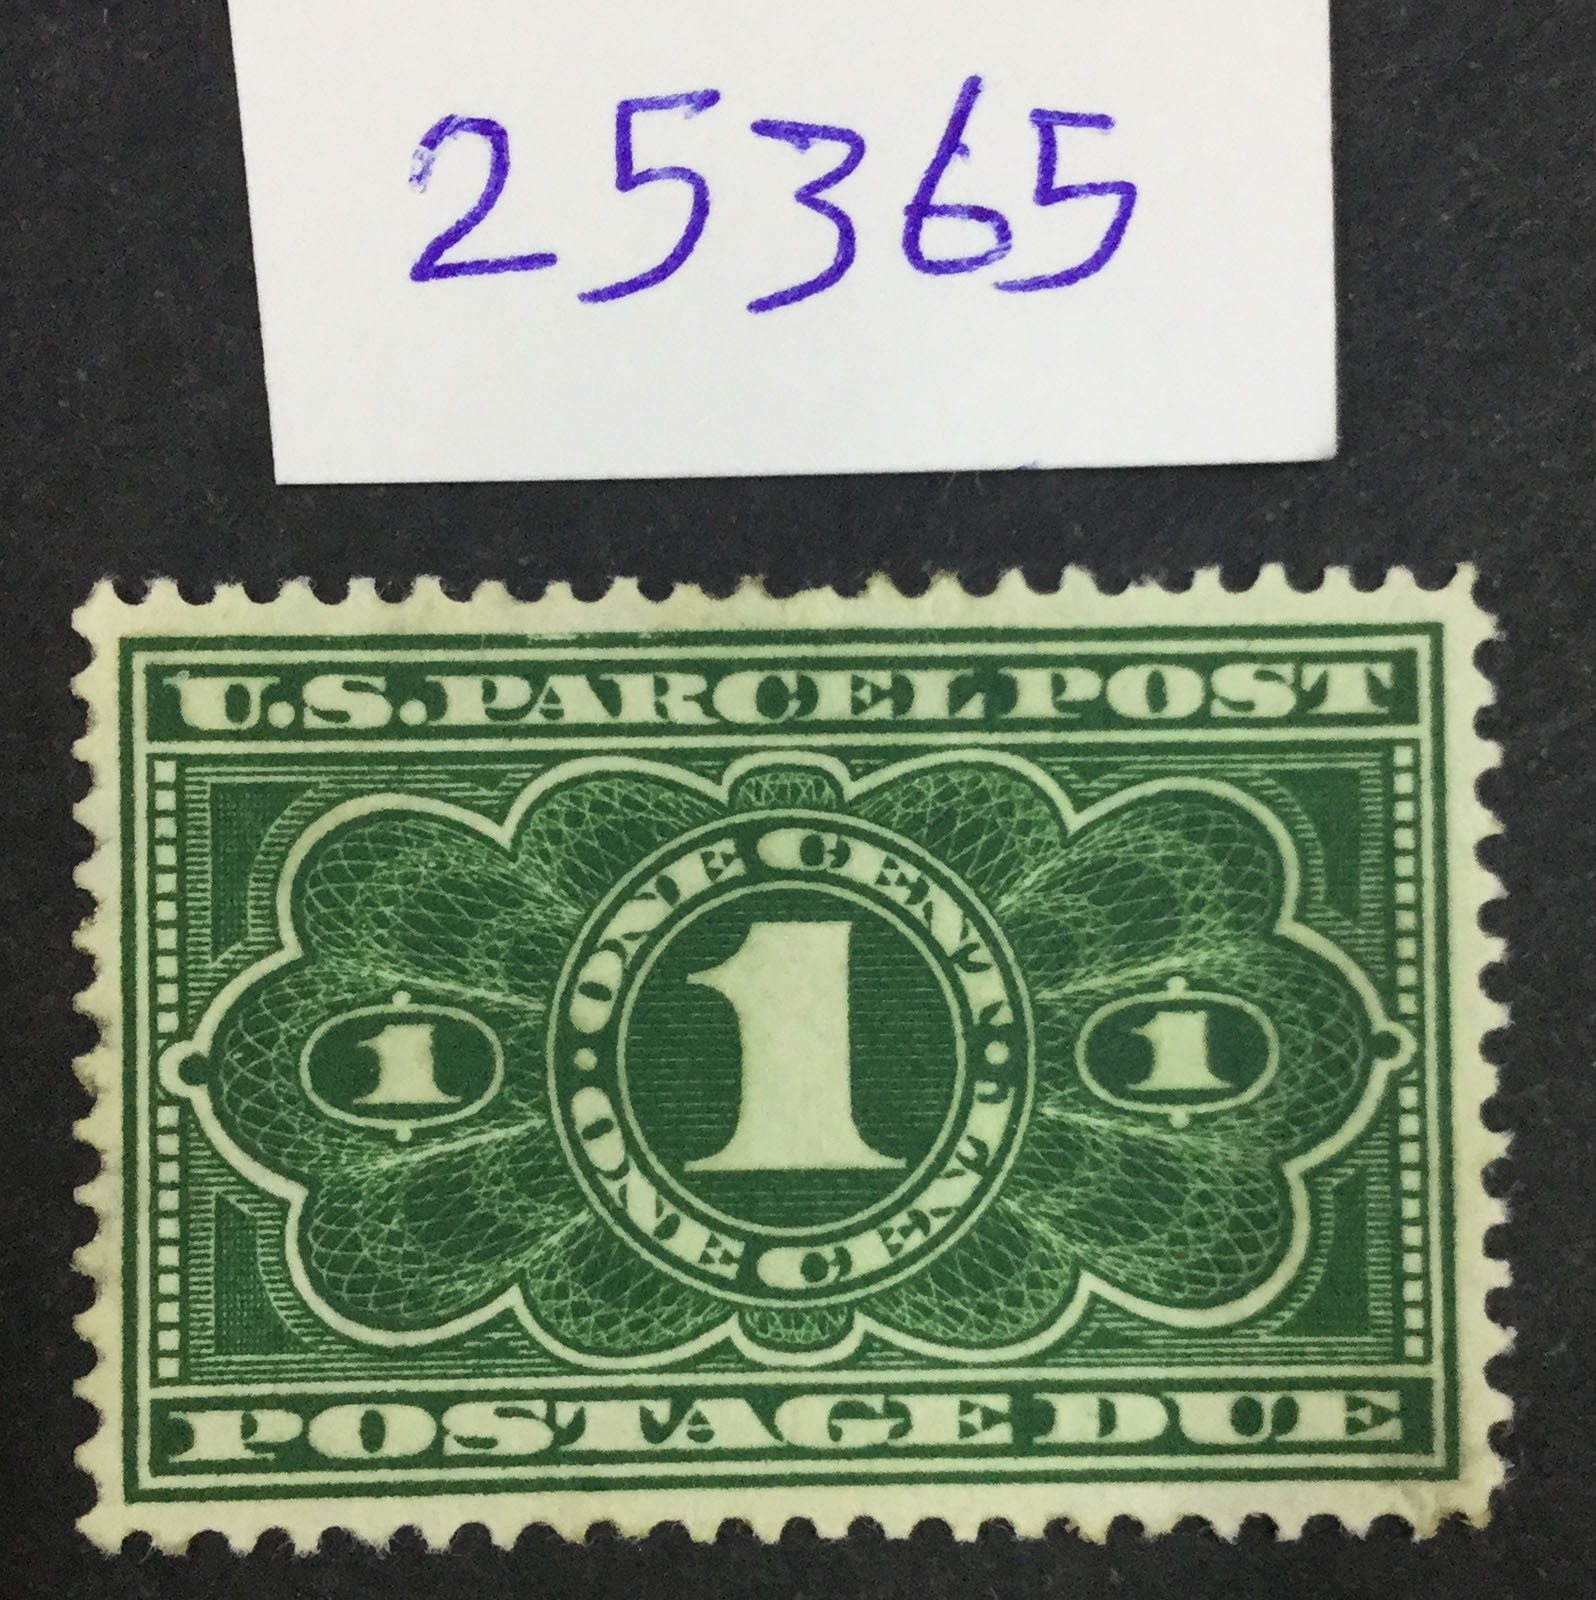 25365
U.S. PARCEL POST
· ONE CENT ·
1
1
1
· ONE CENT ·
POSTAGE DUE